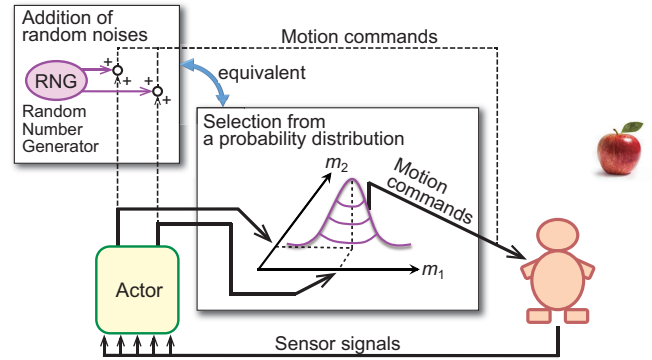 Addition of
random noises
+
+
+
+
RNG
Random
Number
Generator
Motion commands
equivalent
Selection from
a probability distribution
m2
Motion
commands
m1
Actor
Sensor signals